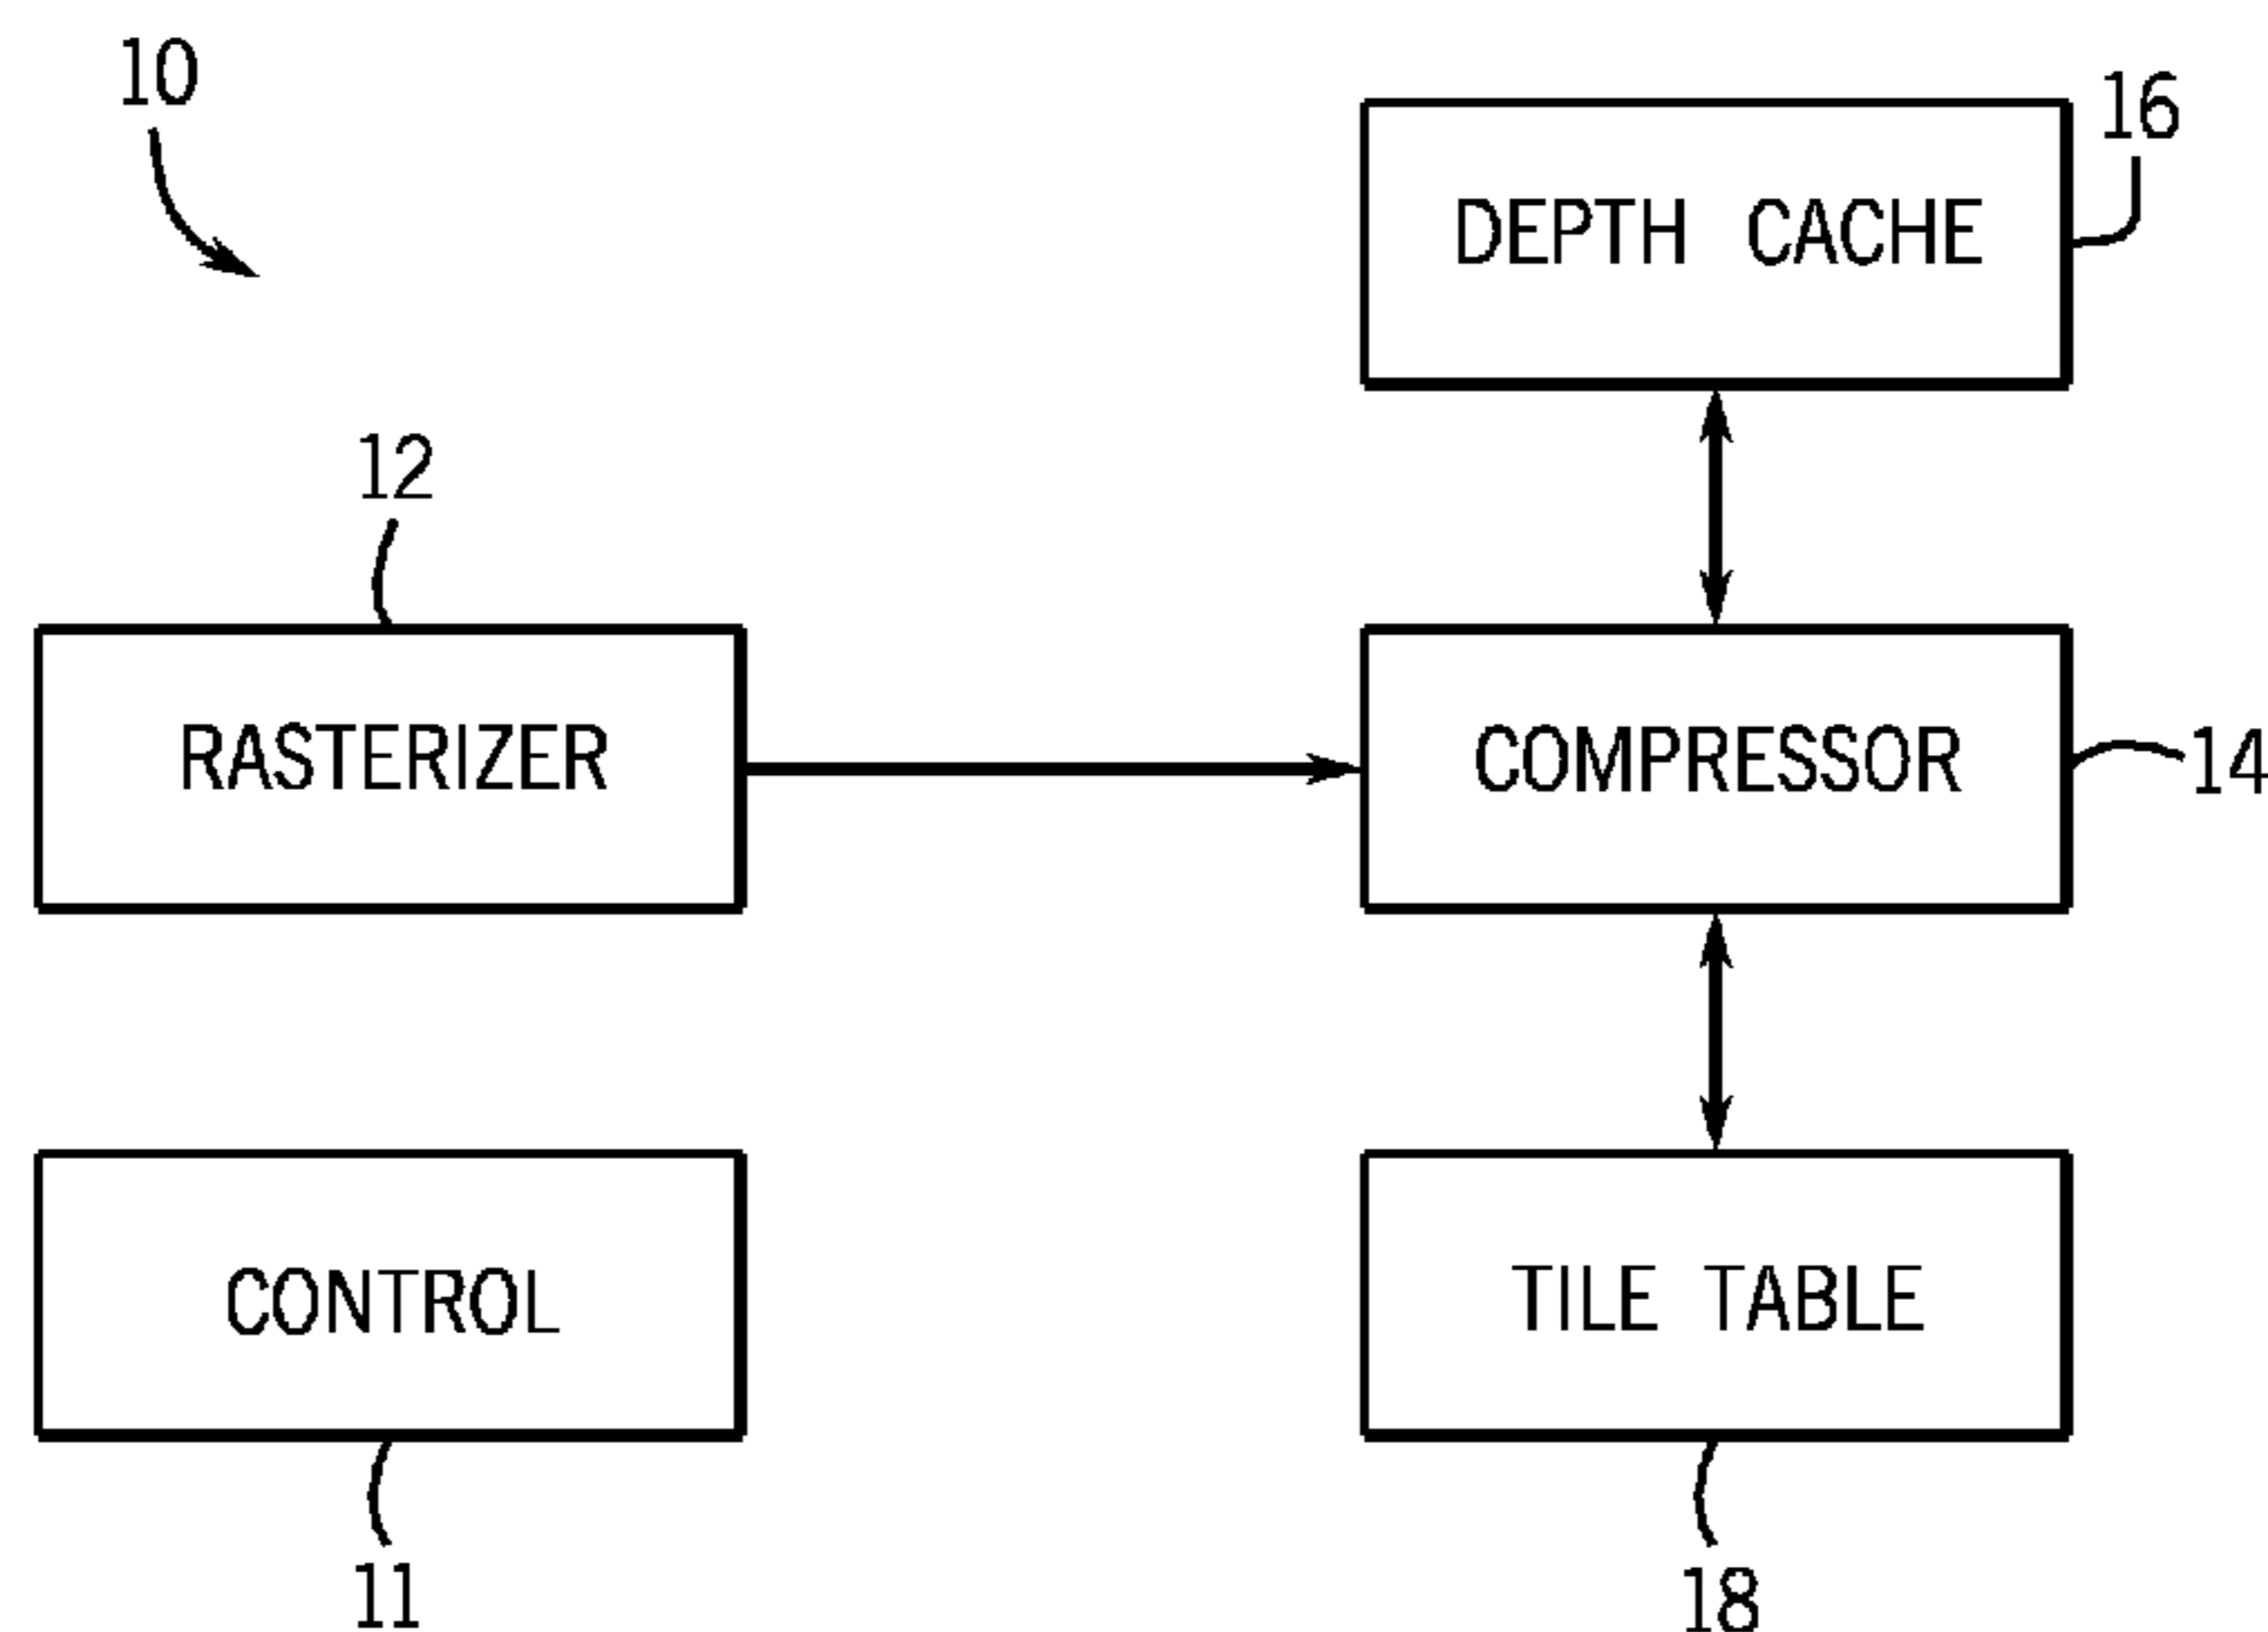 10
16
DEPTH CACHE
12
RASTERIZER
COMPRESSOR
14
CONTROL
TILE TABLE
11
18